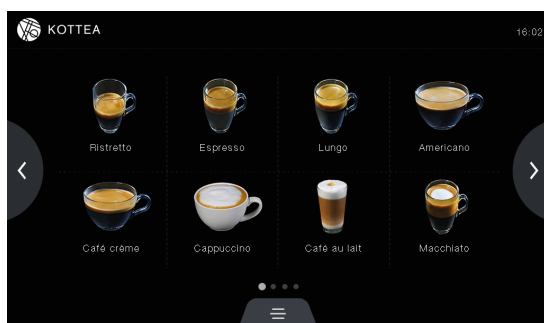 KOTTEA
16:02
Ristretto
Espresso
Lungo
Americano
Café crème
Cappuccino
Café au lait
Macchiato